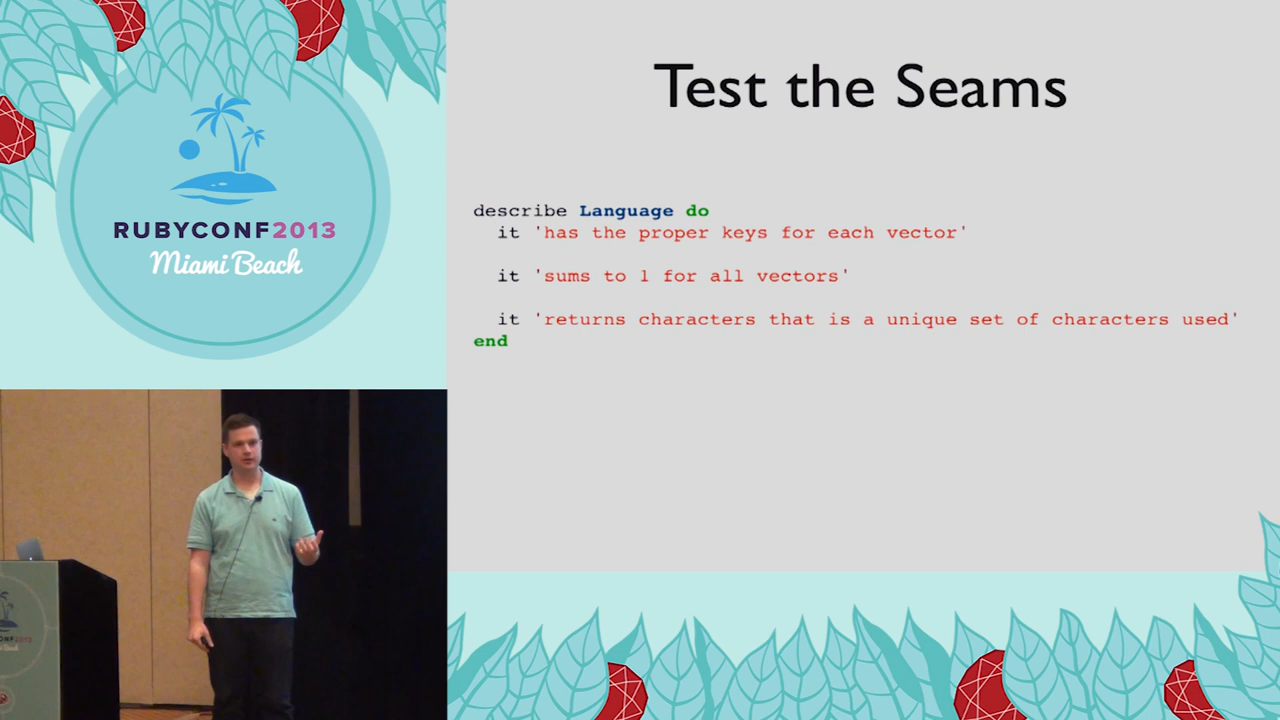 RUBYCONF2013
Miami Beach
Test the Seams
describe Language do
it 'has the proper keys for each vector'
it 'sums to 1 for all vectors'
it 'returns characters that is a unique set of characters used'
end